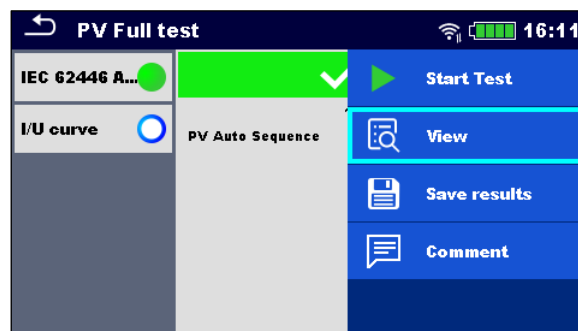 PV Full test
16:11
IEC 62446 A...
I/U curve
PV Auto Sequence
Start Test
View
Save results
Comment